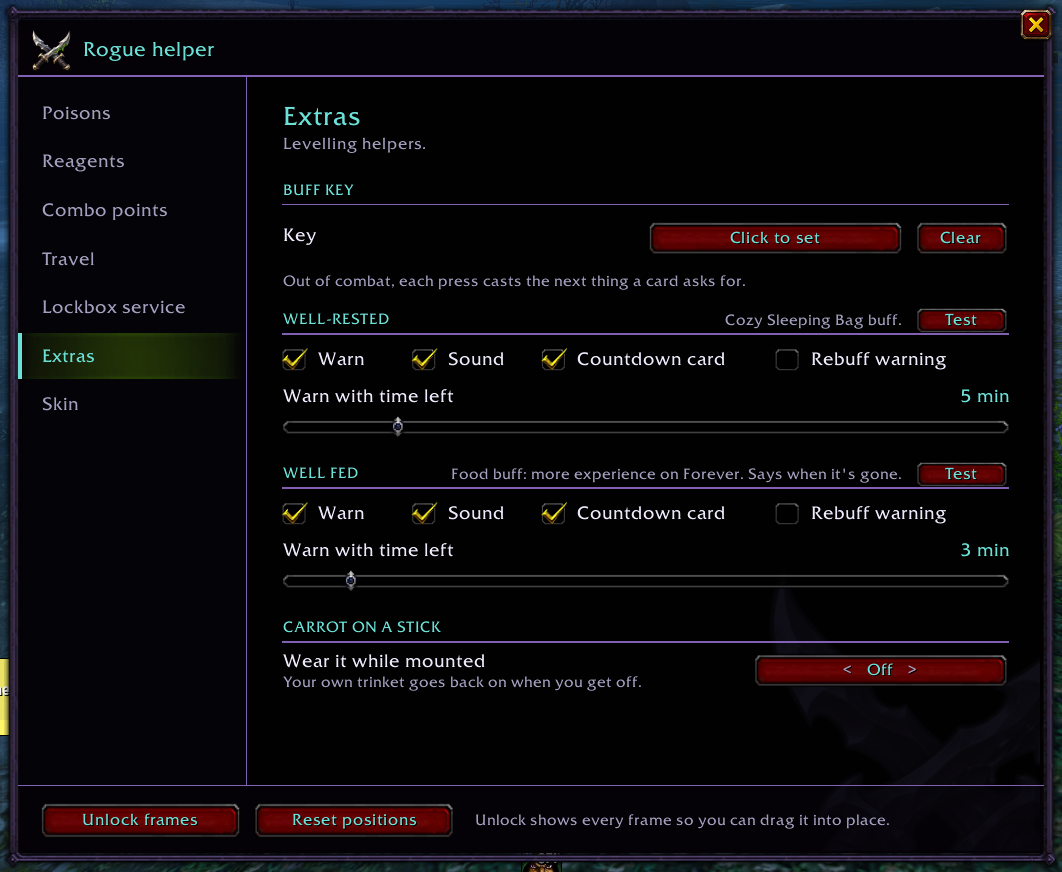 Rogue helper
Poisons
Reagents
Combo points
Travel
Lockbox service
Extras
Skin
Extras
Levelling helpers.
BUFF KEY
Key Click to set Clear
Out of combat, each press casts the next thing a card asks for.
WELL-RESTED Cozy Sleeping Bag buff. Test
Warn Sound Countdown card Rebuff warning
Warn with time left 5 min
WELL FED Food buff: more experience on Forever. Says when it's gone. Test
Warn Sound Countdown card Rebuff warning
Warn with time left 3 min
CARROT ON A STICK
Wear it while mounted < Off >
Your own trinket goes back on when you get off.
Unlock frames Reset positions Unlock shows every frame so you can drag it into place.